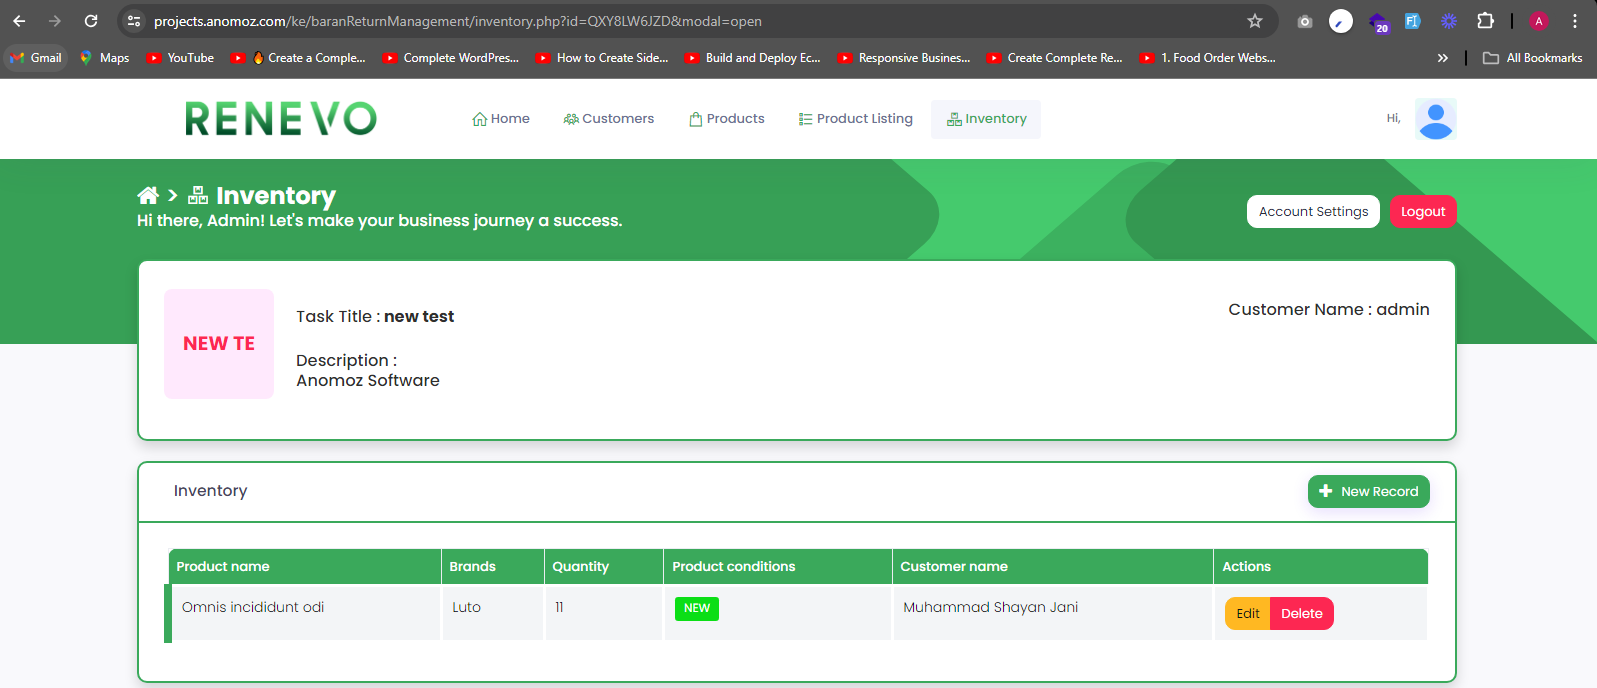 projects.anomoz.com/ke/baranReturnManagement/inventory.php?id=QXY8LW6JZD&modal=open
20
A
Gmail Maps YouTube Create a Comple... Complete WordPres... How to Create Side... Build and Deploy Ec... Responsive Busines... Create Complete Re... 1. Food Order Webs... » All Bookmarks
RENEVO Home Customers Products Product Listing Inventory Hi,
> Inventory
Hi there, Admin! Let's make your business journey a success.
Account Settings Logout
NEW TE
Task Title : new test
Customer Name : admin
Description :
Anomoz Software
Inventory
New Record
Product name Brands Quantity Product conditions Customer name Actions
Omnis incididunt odi Luto 11 NEW Muhammad Shayan Jani Edit Delete